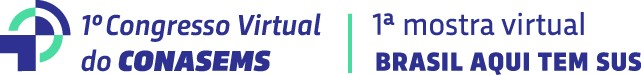 1º Congresso Virtual
do CONASEMS
1ª mostra virtual
BRASIL AQUI TEM SUS